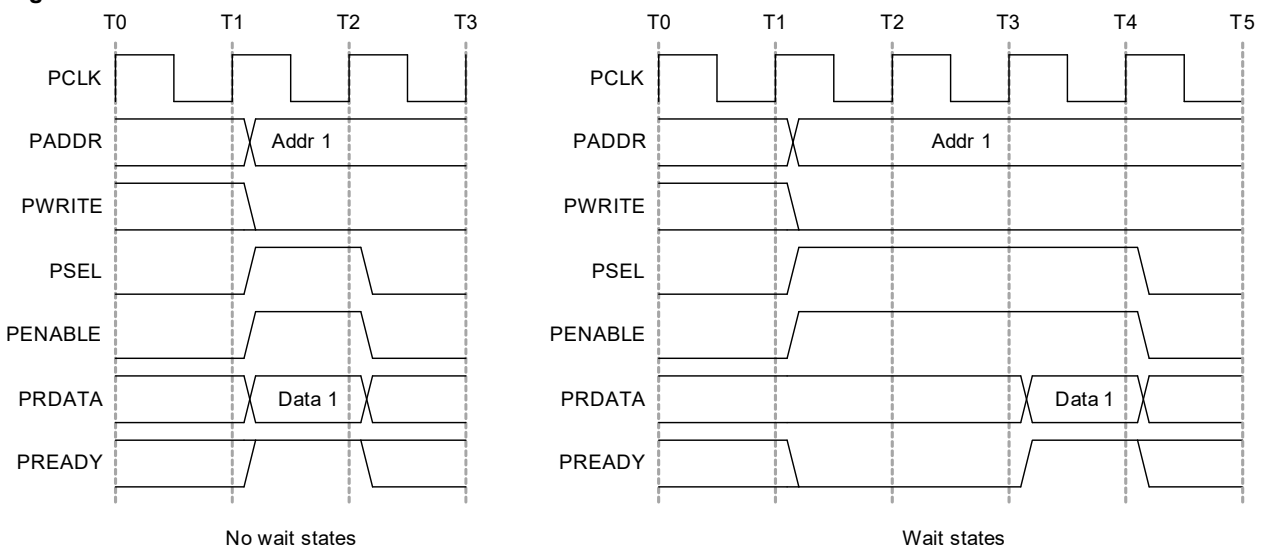 T0 T1 T2 T3
PCLK
PADDR Addr 1
PWRITE
PSEL
PENABLE
PRDATA Data 1
PREADY
No wait states
T0 T1 T2 T3 T4 T5
PCLK
PADDR Addr 1
PWRITE
PSEL
PENABLE
PRDATA Data 1
PREADY
Wait states